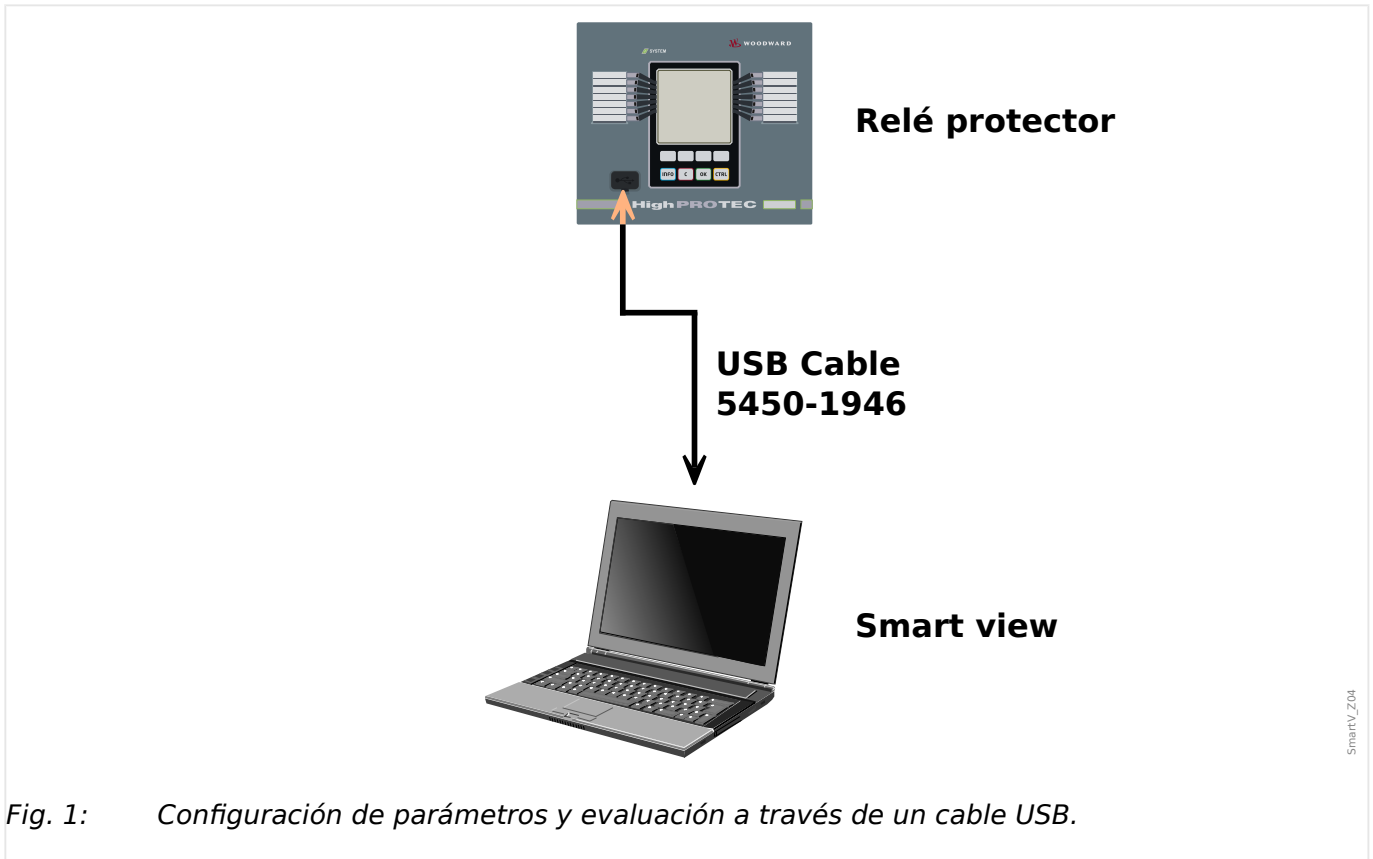 SYSTEM
WOODWARD
Relé protector
INFO C OK CTRL
HighPROTEC
USB Cable
5450-1946
Smart view
SmartV_Z04
Fig. 1: Configuración de parámetros y evaluación a través de un cable USB.